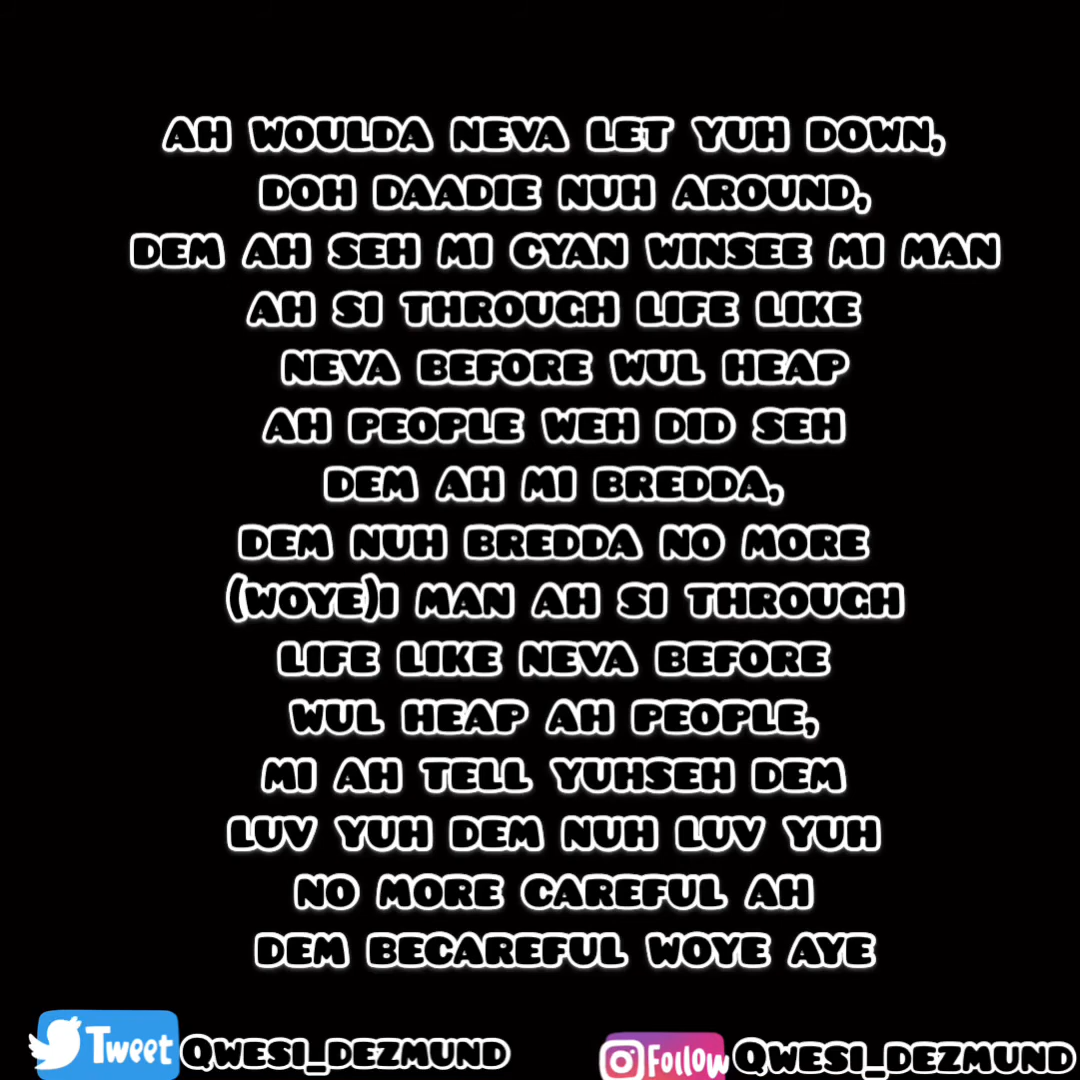 AH WOULDA NEVA LET YUH DOWN,
DOH DAADIE NUH AROUND,
DEM AH SEH MI CYAN WINSEE MI MAN
AH SI THROUGH LIFE LIKE
NEVA BEFORE WUL HEAP
AH PEOPLE WEH DID SEH
DEM AH MI BREDDA,
DEM NUH BREDDA NO MORE
(WOYE)I MAN AH SI THROUGH
LIFE LIKE NEVA BEFORE
WUL HEAP AH PEOPLE,
MI AH TELL YUHSEH DEM
LUV YUH DEM NUH LUV YUH
NO MORE CAREFUL AH
DEM BECAREFUL WOYE AYE
Tweet QWESI_DEZMUND
Follow QWESI_DEZMUND